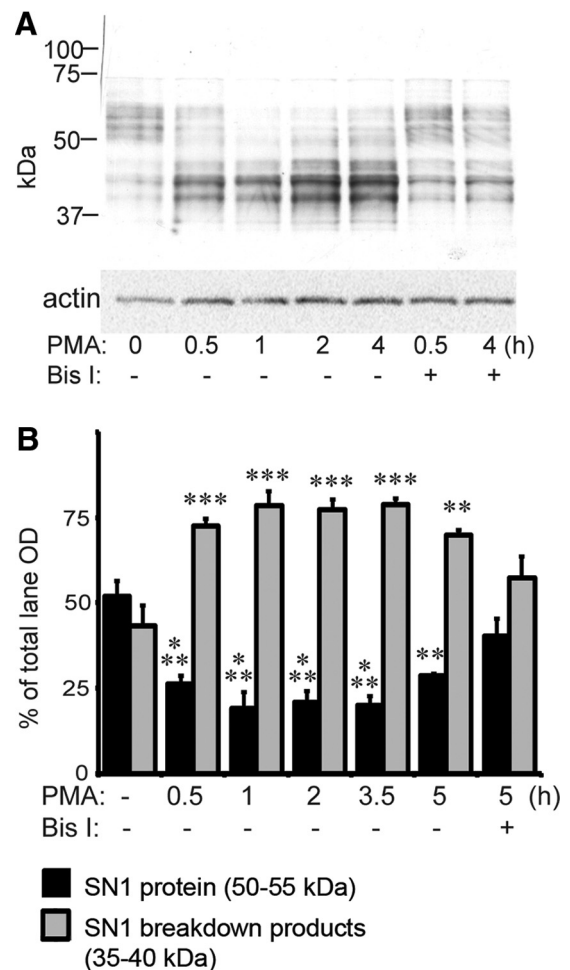 A
100
75
50
37
kDa
actin
PMA: 0 0.5 1 2 4 0.5 4 (h)
Bis I: - - - - - + +
B
*** *** *** *** **
75
50
25
0
% of total lane OD
* * * *
** ** ** ** **
PMA: - 0.5 1 2 3.5 5 5 (h)
Bis I: - - - - - - +
SN1 protein (50-55 kDa)
SN1 breakdown products
(35-40 kDa)